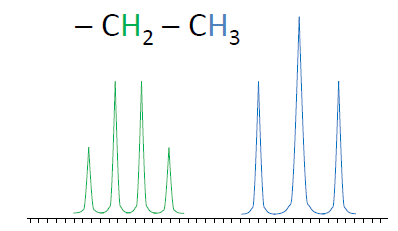 – CH₂ – CH₃